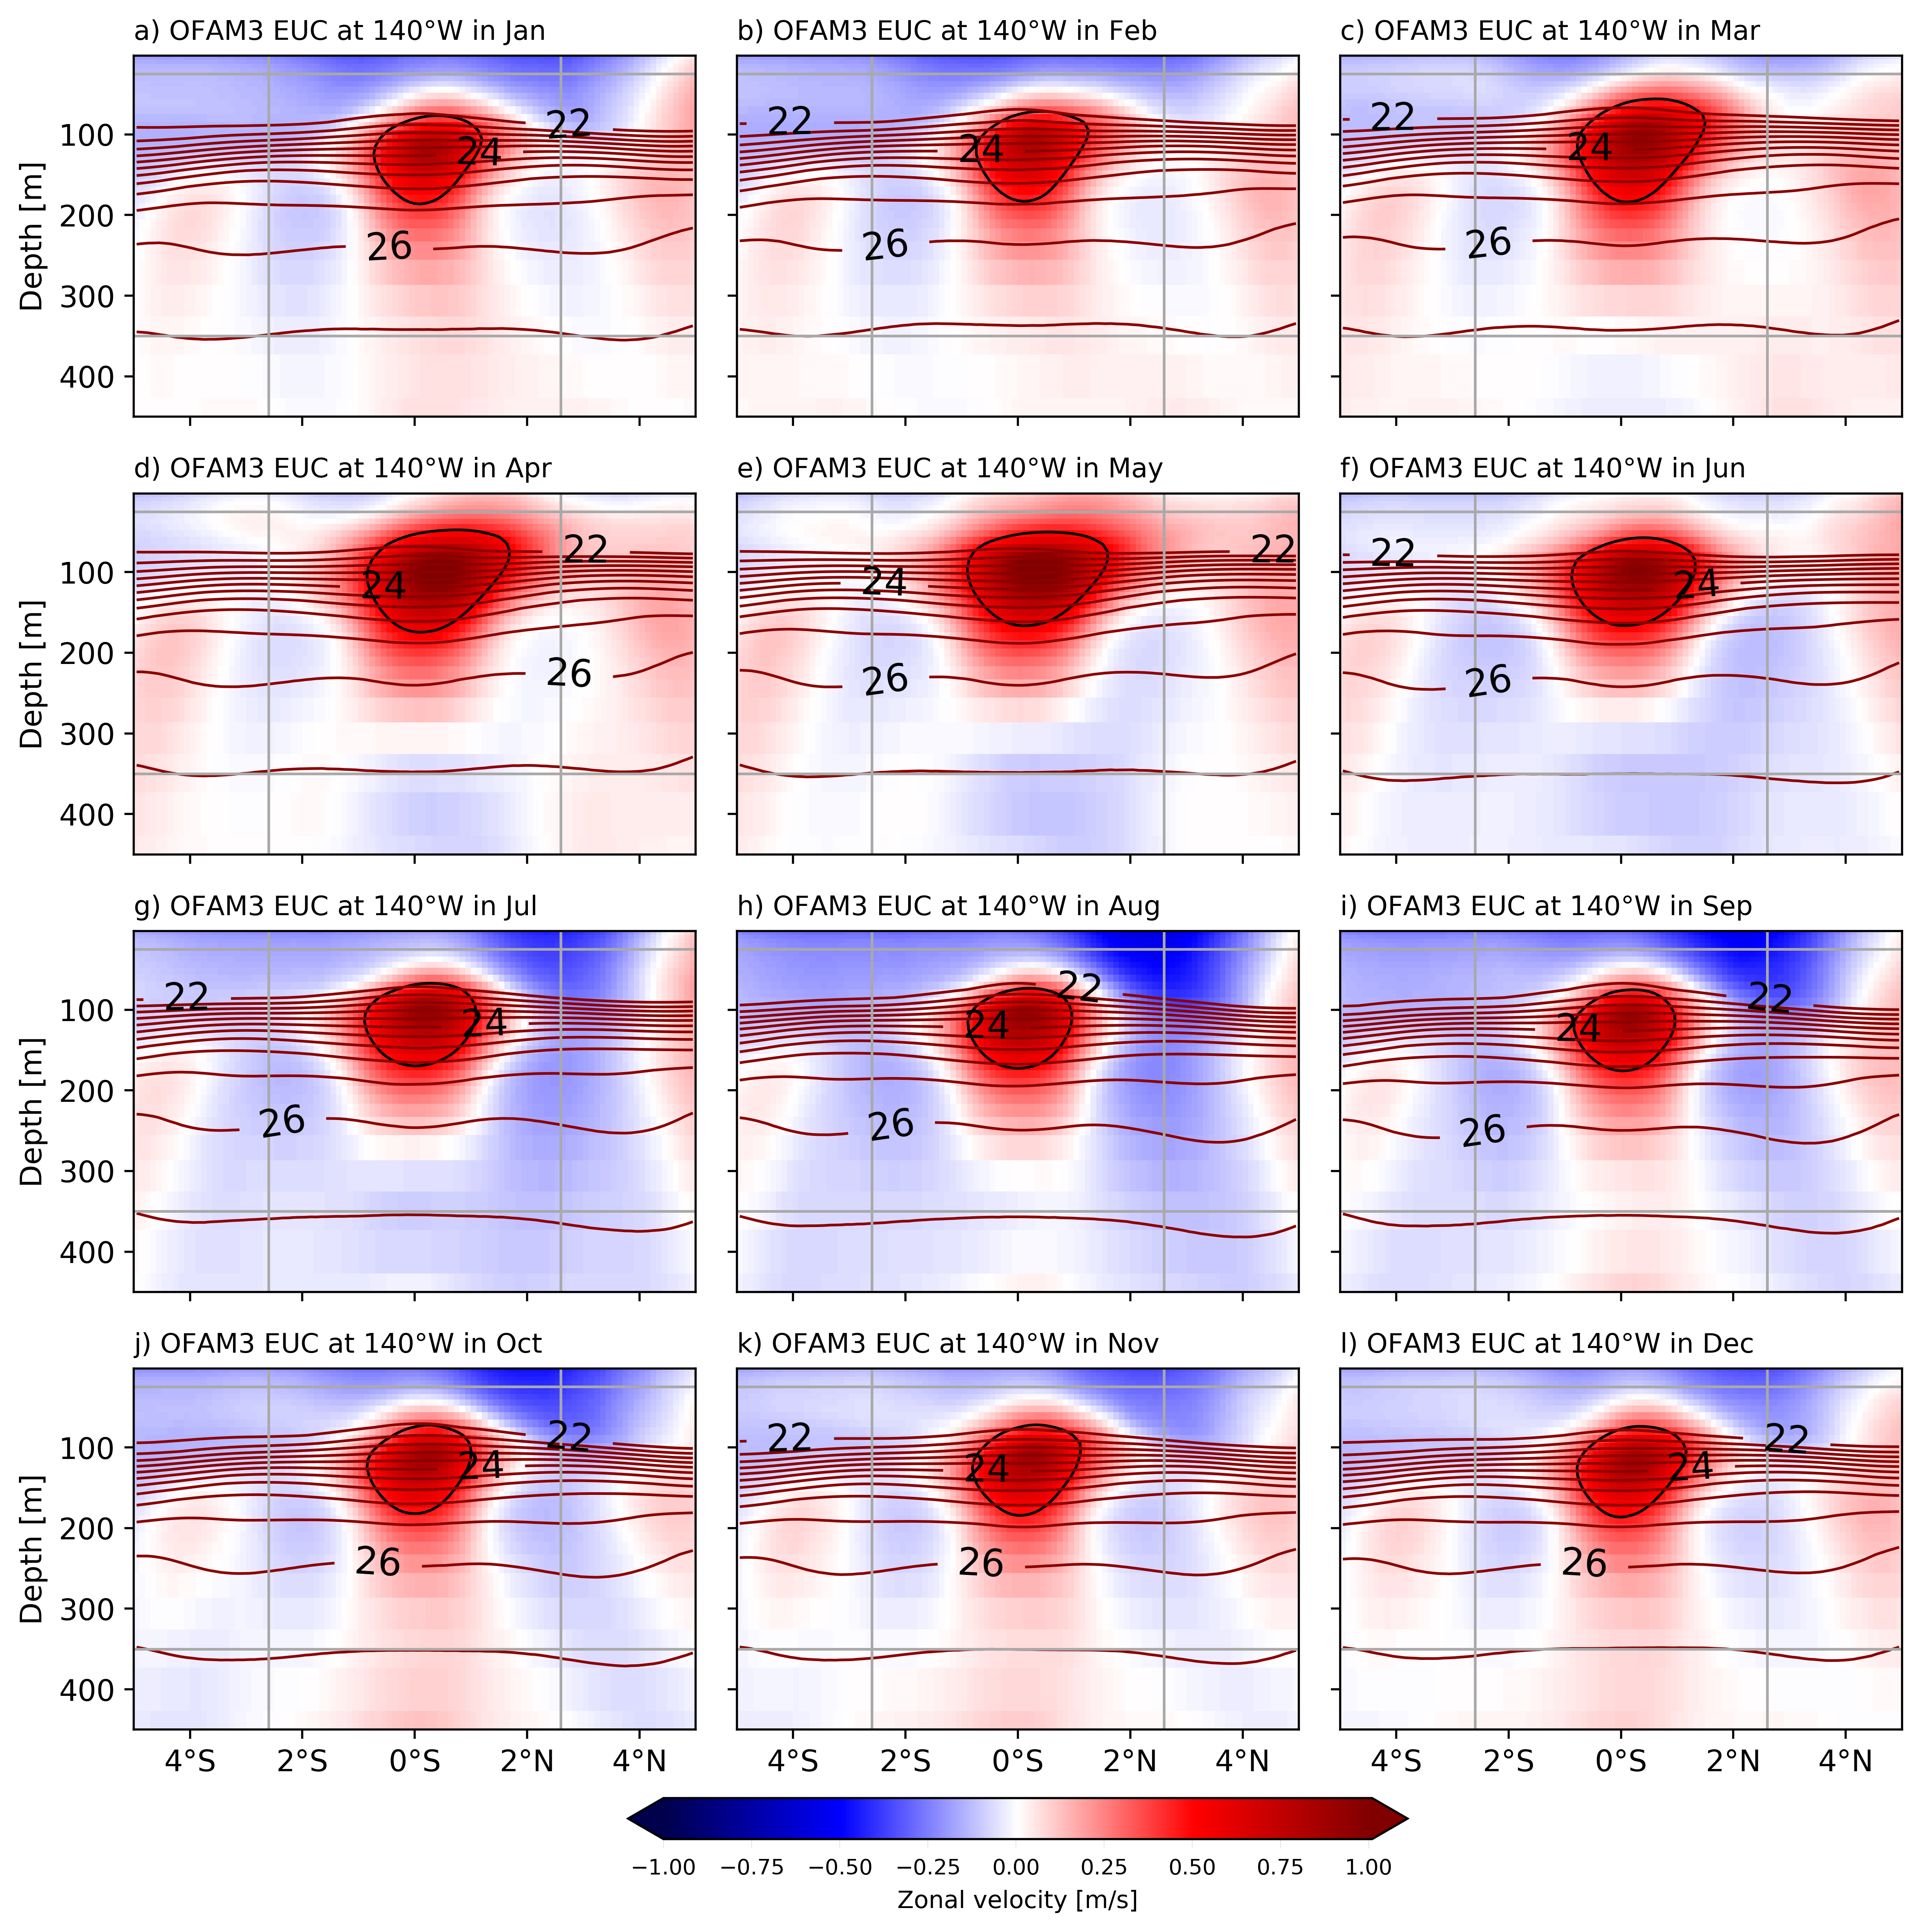 a) OFAM3 EUC at 140°W in Jan
b) OFAM3 EUC at 140°W in Feb
c) OFAM3 EUC at 140°W in Mar
Depth [m]
100
200
300
400
22
24
26
22
24
26
22
24
26
d) OFAM3 EUC at 140°W in Apr
e) OFAM3 EUC at 140°W in May
f) OFAM3 EUC at 140°W in Jun
Depth [m]
100
200
300
400
22
24
26
22
24
26
22
24
26
g) OFAM3 EUC at 140°W in Jul
h) OFAM3 EUC at 140°W in Aug
i) OFAM3 EUC at 140°W in Sep
Depth [m]
100
200
300
400
22
24
26
22
24
26
22
24
26
j) OFAM3 EUC at 140°W in Oct
k) OFAM3 EUC at 140°W in Nov
l) OFAM3 EUC at 140°W in Dec
Depth [m]
100
200
300
400
22
24
26
22
24
26
22
24
26
4°S 2°S 0°S 2°N 4°N
4°S 2°S 0°S 2°N 4°N
4°S 2°S 0°S 2°N 4°N
−1.00 −0.75 −0.50 −0.25 0.00 0.25 0.50 0.75 1.00
Zonal velocity [m/s]